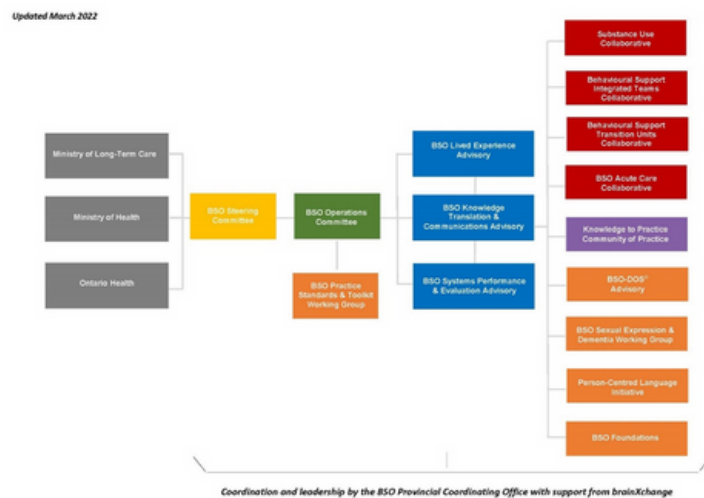 Updated March 2022
Substance Use
Collaborative
Behavioural Support
Integrated Teams
Collaborative
Behavioural Support
Transition Units
Collaborative
BSO Acute Care
Collaborative
Knowledge to Practice
Community of Practice
BSO-DOS
Advisory
BSO Sexual Expression &
Dementia Working Group
Person-Centred Language
Initiative
BSO Foundations
Ministry of Long-Term Care
Ministry of Health
Ontario Health
BSO Steering
Committee
BSO Operations
Committee
BSO Practice
Standards & Toolkit
Working Group
BSO Lived Experience
Advisory
BSO Knowledge
Translation &
Communications Advisory
BSO Systems Performance
& Evaluation Advisory
Coordination and leadership by the BSO Provincial Coordinating Office with support from brainXchange